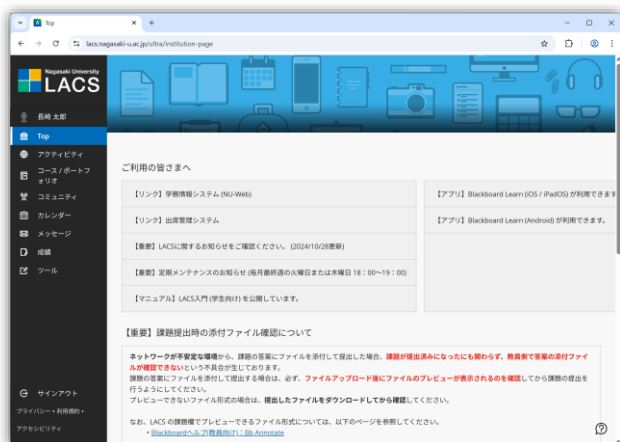 Top
lacs.nagasaki-u.ac.jp/ultra/institution-page
Nagasaki University
LACS
長崎 太郎
Top
アクティビティ
コース / ポートフ
ォリオ
コミュニティ
カレンダー
メッセージ
成績
ツール
サインアウト
プライバシー・利用規約・
アクセシビリティ
ご利用の皆さまへ
【リンク】学務情報システム (NU-Web)
【リンク】出席管理システム
【重要】LACSに関するお知らせをご確認ください。 (2024/10/28更新)
【重要】定期メンテナンスのお知らせ (毎月最終週の火曜日または木曜日 18:00~19:00)
【マニュアル】LACS入門 (学生向け) を公開しています。
【アプリ】Blackboard Learn (iOS / iPadOS) が利用できます
【アプリ】Blackboard Learn (Android) が利用できます。
【重要】課題提出時の添付ファイル確認について
ネットワークが不安定な環境から、課題の答案にファイルを添付して提出した場合、課題が提出済みになったにも関わらず、教員側で答案の添付ファイ
ルが確認できないという不具合が生じております。
課題の答案にファイルを添付して提出する場合は、必ず、ファイルアップロード後にファイルのプレビューが表示されるのを確認してから課題の提出を
行うようにしてください。
プレビューできないファイル形式の場合は、提出したファイルをダウンロードしてから確認してください。
なお、LACS の課題欄でプレビューできるファイル形式については、以下のページを参照してください。
• Blackboardヘルプ(教員向け):Bb Annotate